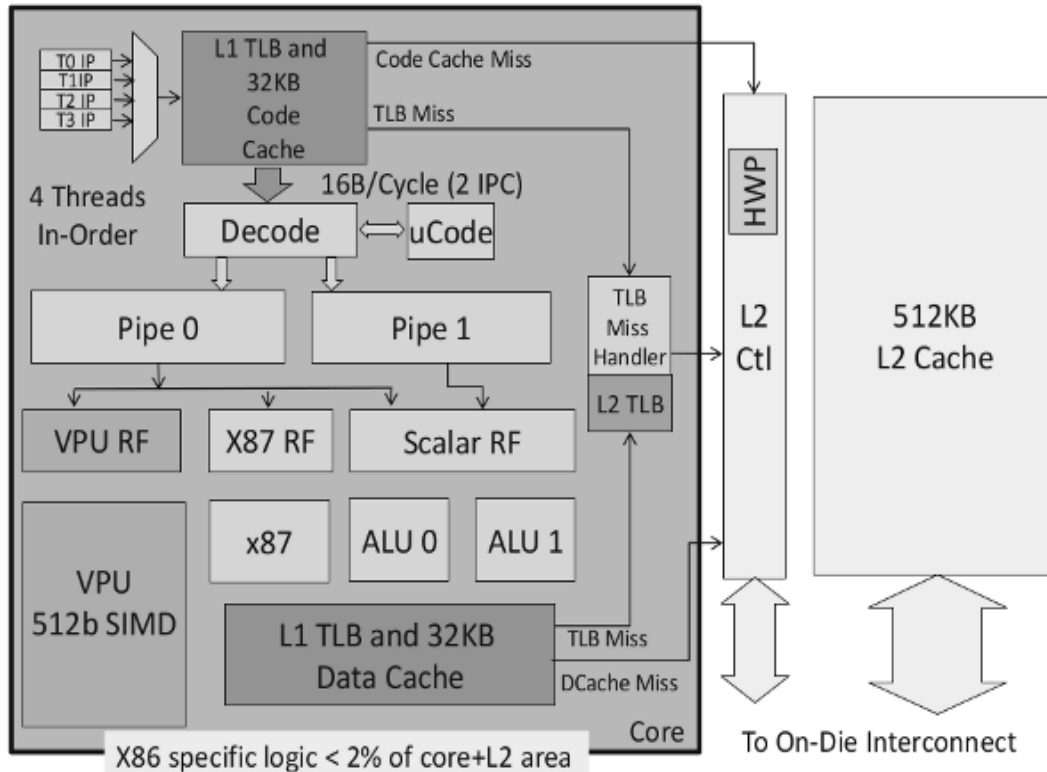 T0 IP
T1IP
T2 IP
T3 IP
L1 TLB and
32KB
Code
Cache
Code Cache Miss
TLB Miss
4 Threads
In-Order
16B/Cycle (2 IPC)
Decode
uCode
Pipe 0
Pipe 1
TLB
Miss
Handler
L2 TLB
HWP
L2
Ctl
512KB
L2 Cache
VPU RF
X87 RF
Scalar RF
VPU
512b SIMD
x87
ALU 0
ALU 1
L1 TLB and 32KB
Data Cache
TLB Miss
DCache Miss
Core
X86 specific logic < 2% of core+L2 area
To On-Die Interconnect